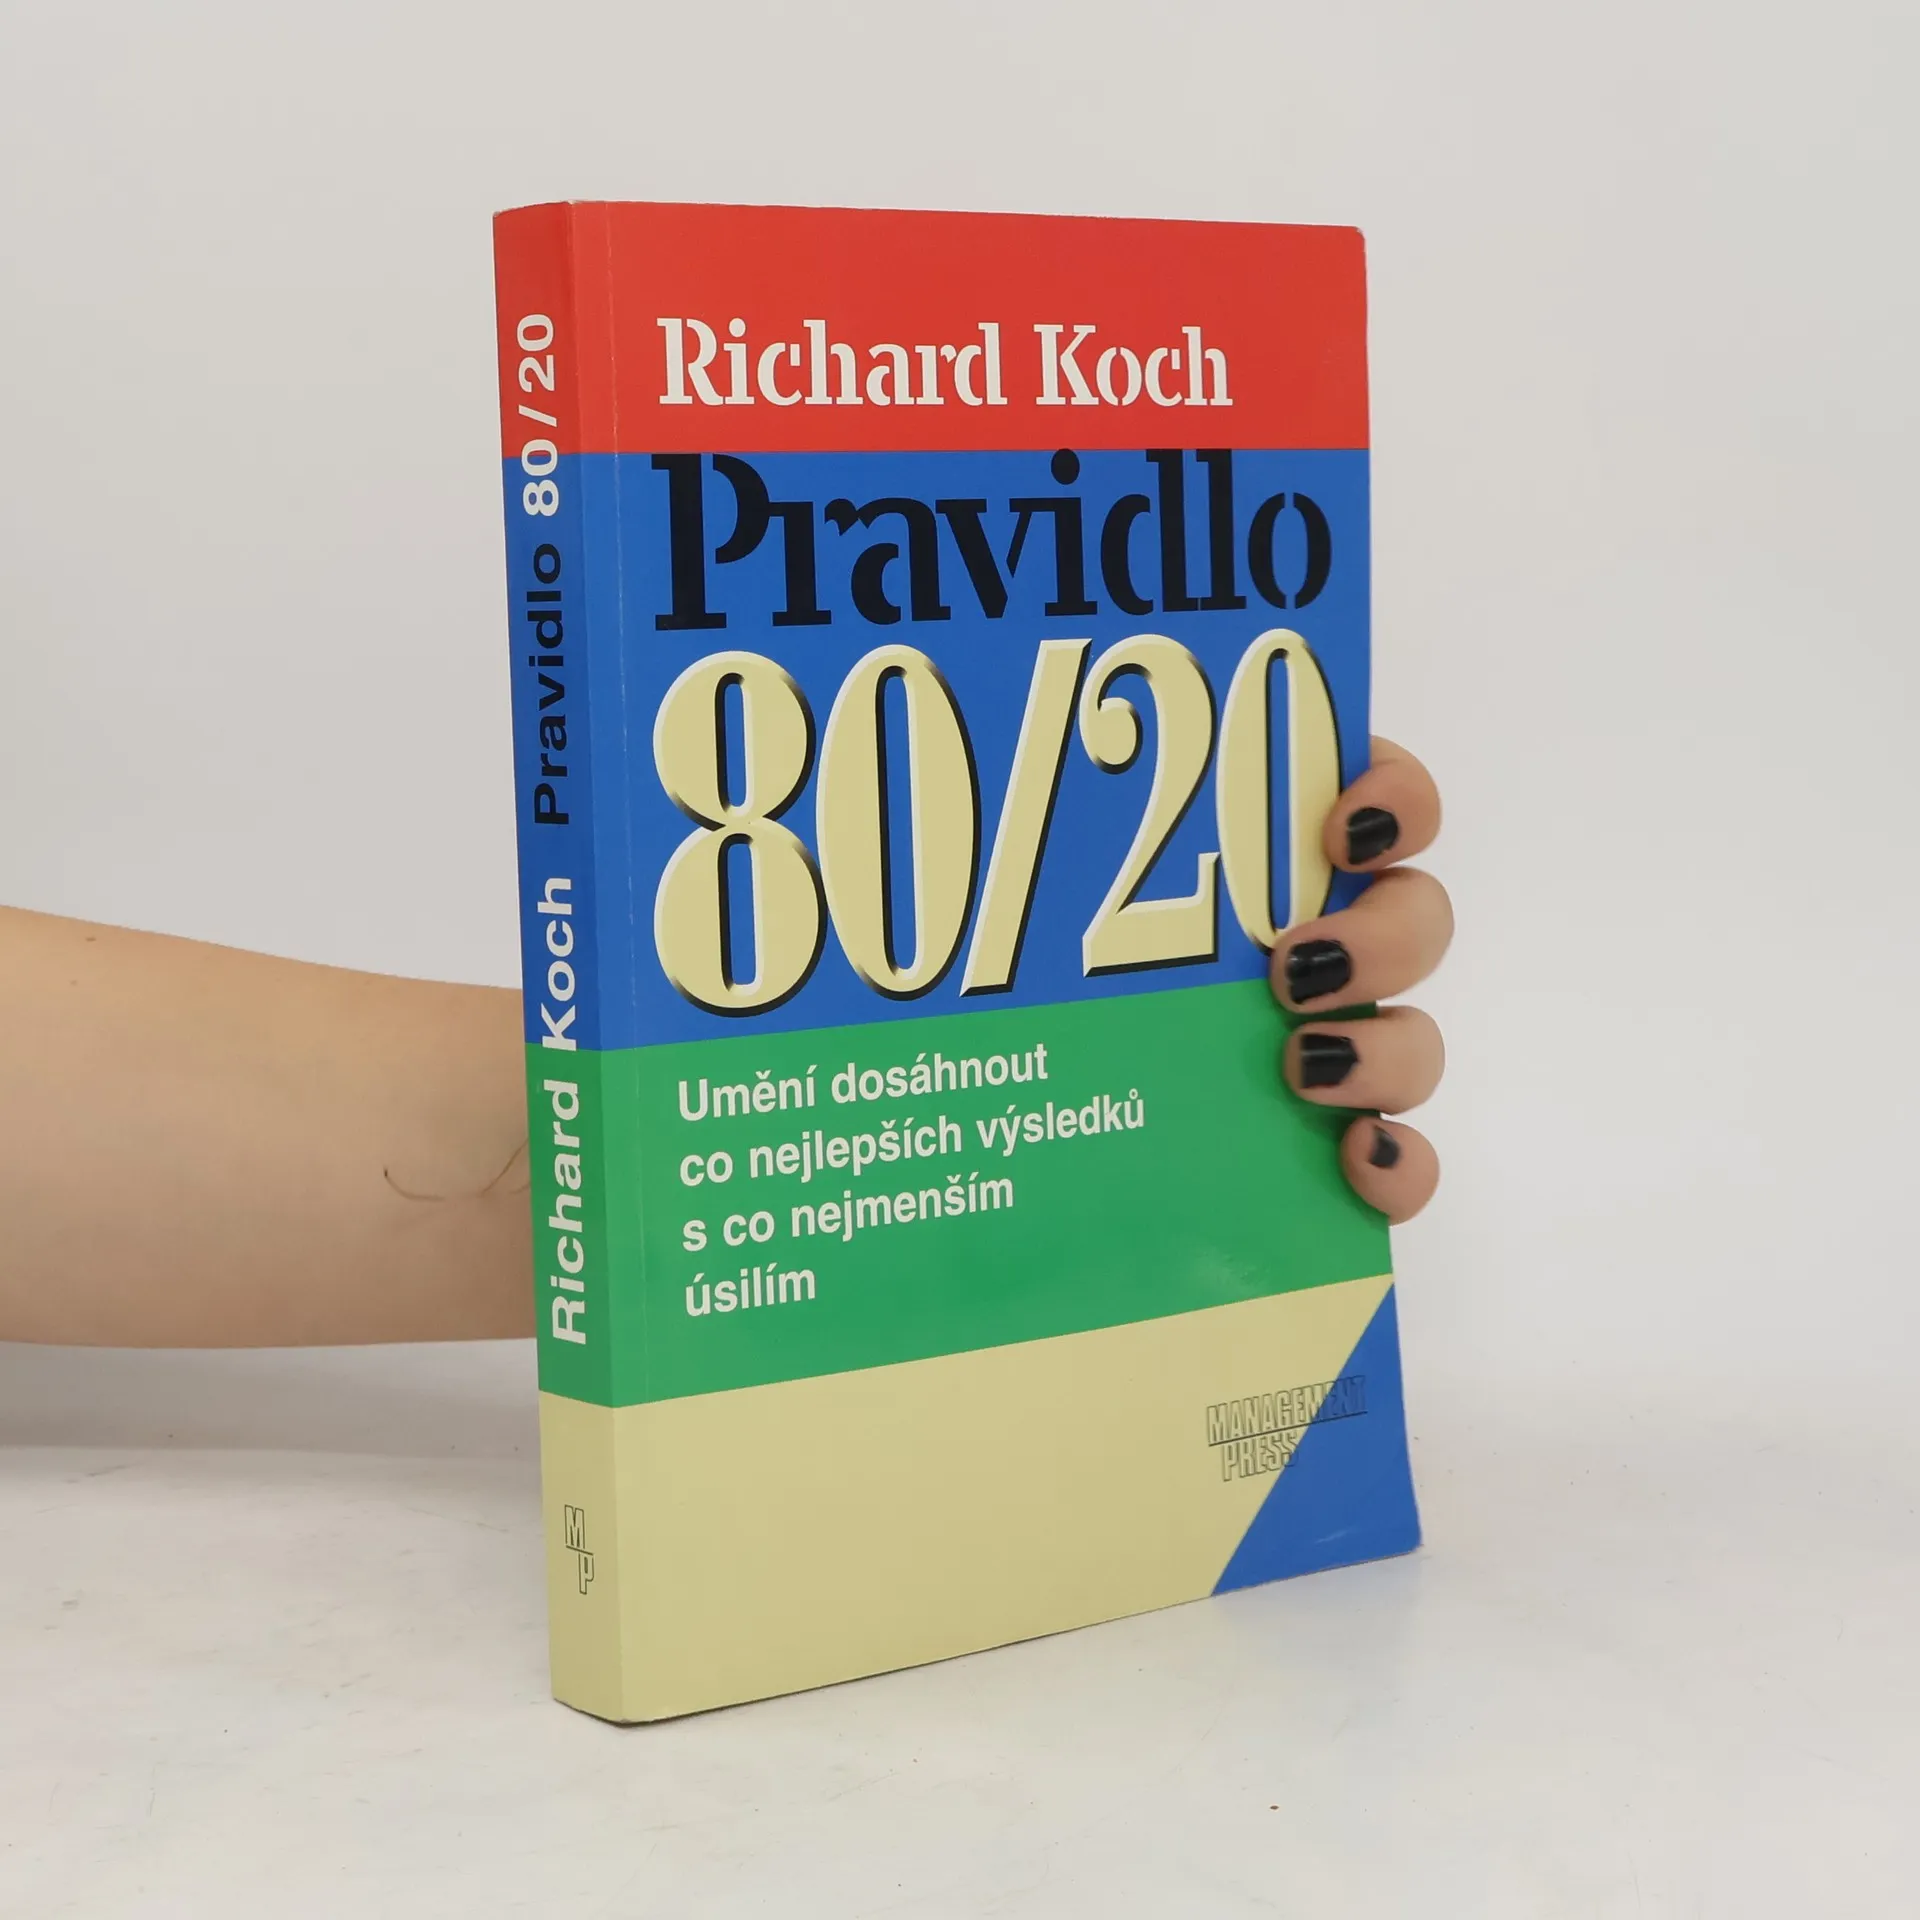 Richard Koch
Pravidlo
80/20
Umění dosáhnout
co nejlepších výsledků
s co nejmenším
úsilím
MANAGEMENT
PRESS
Richard Koch Pravidlo 80/20
M
P